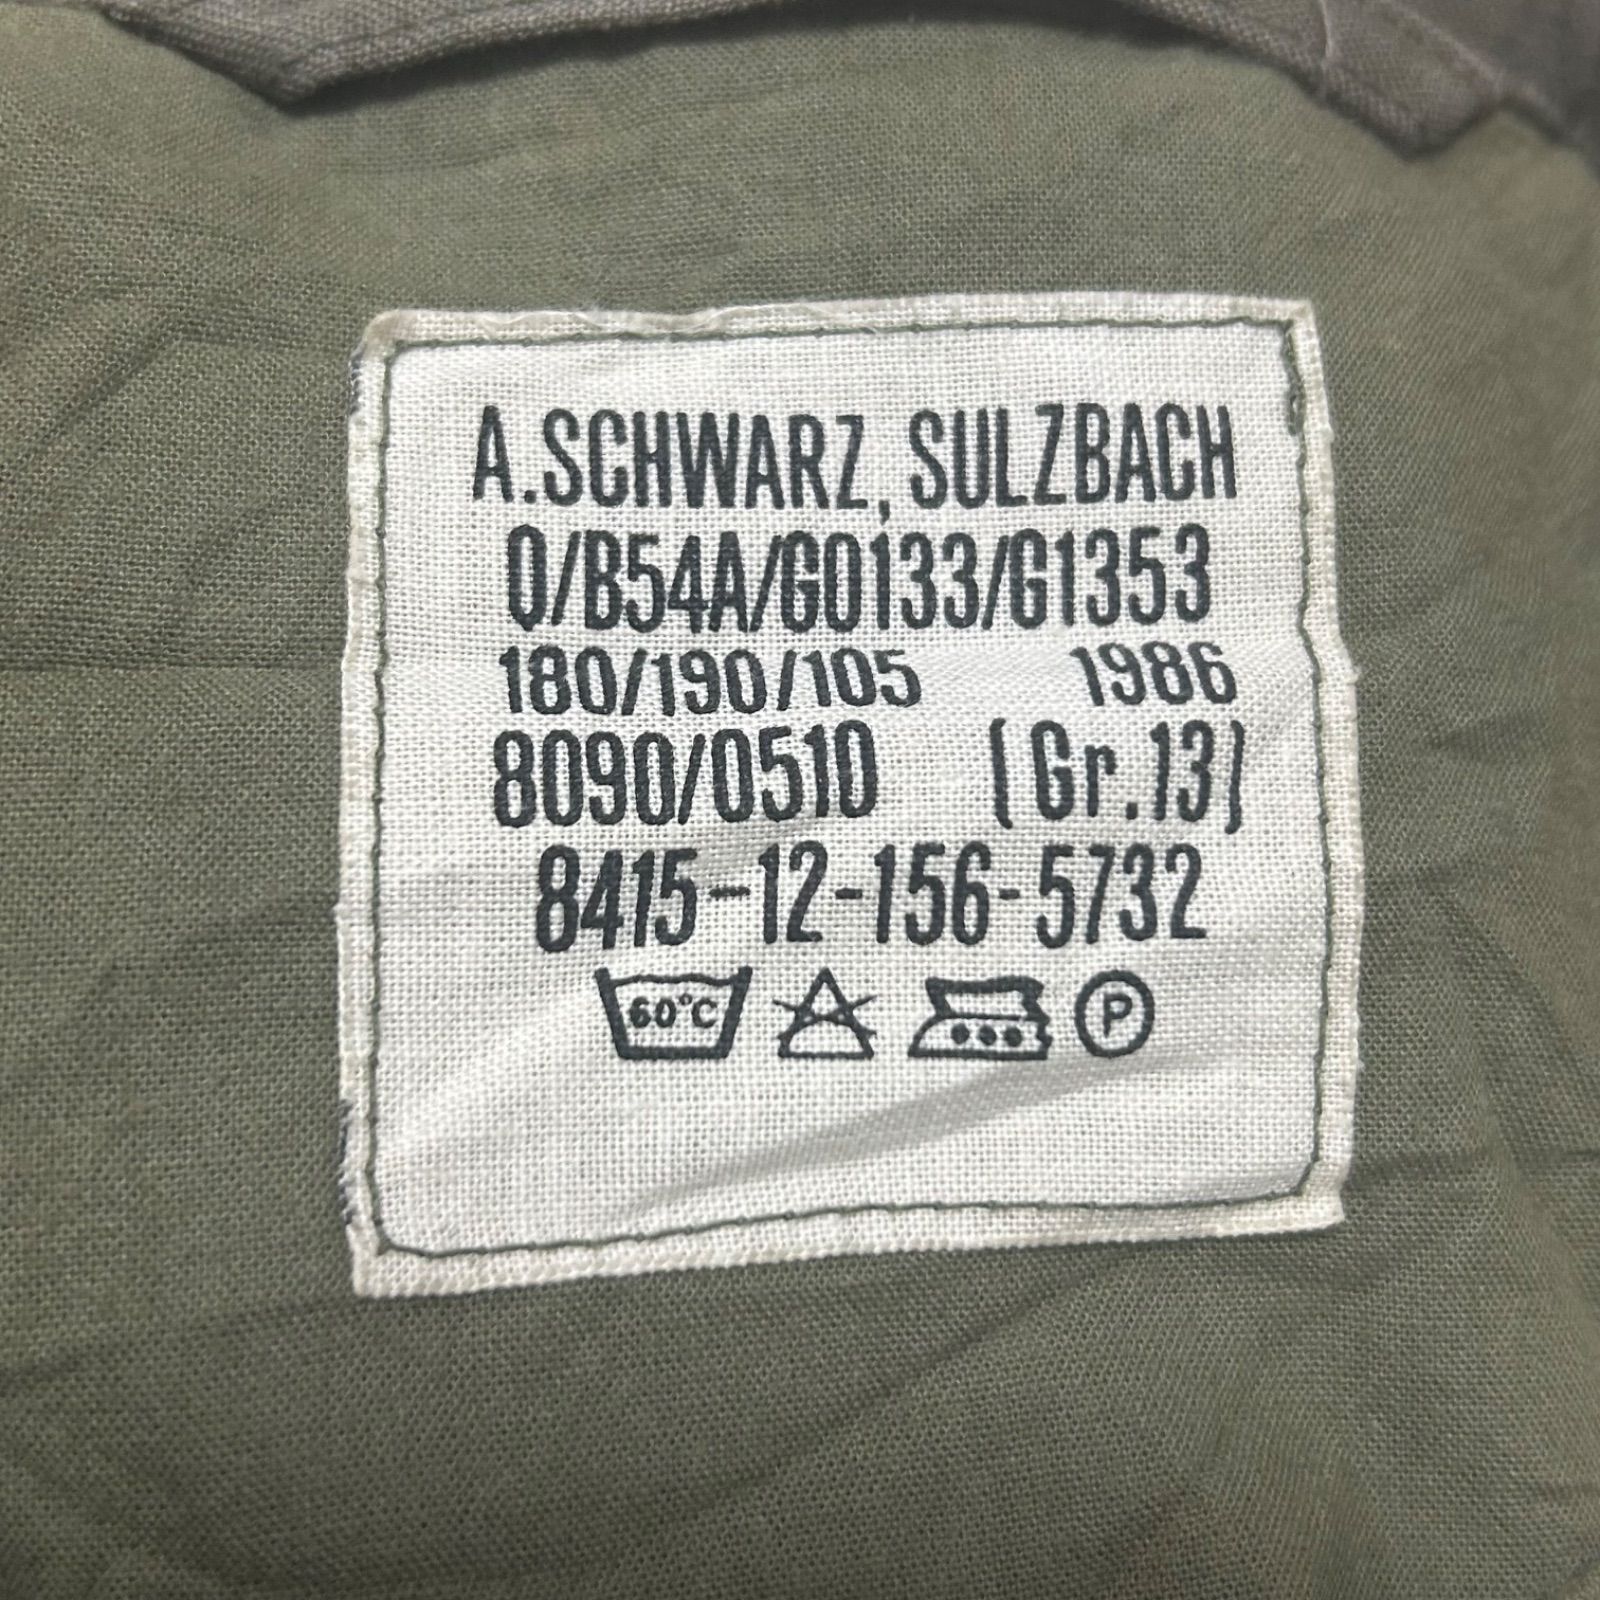 A.SCHWARZ, SULZBACH
Q/B54A/G0133/G1353
180/190/105 1986
8090/0510 (Gr.13)
8415-12-156-5732
60°C P